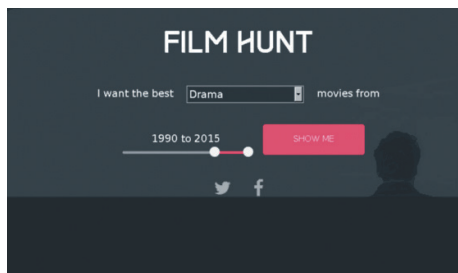 FILM HUNT
I want the best Drama movies from
1990 to 2015 SHOW ME